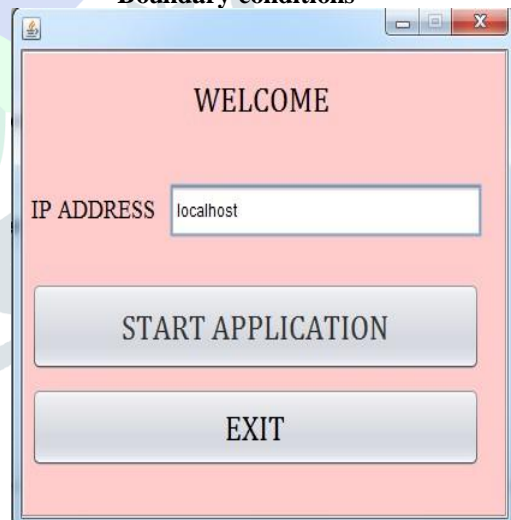 Boundary conditions
WELCOME
IP ADDRESS localhost
START APPLICATION
EXIT